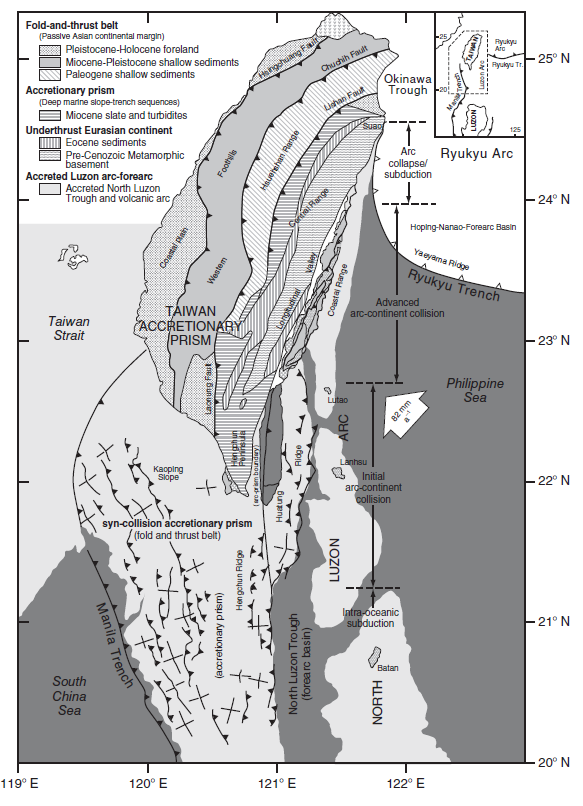 Fold-and-thrust belt
(Passive Asian continental margin)
Pleistocene-Holocene foreland
Miocene-Pleistocene shallow sediments
Paleogene shallow sediments
Accretionary prism
(Deep marine slope-trench sequences)
Miocene slate and turbidites
Underthrust Eurasian continent
Eocene sediments
Pre-Cenozoic Metamorphic
basement
Accreted Luzon arc-forearc
Accreted North Luzon
Trough and volcanic arc
Hsingchuang Fault
Chuchih Fault
Lishan Fault
Okinawa
Trough
Suao
25
20
125
TAIWAN
Ryukyu
Arc
Ryukyu Tr.
Luzon Arc
Manila Trench
LUZON
Ryukyu Arc
25° N
Arc
collapse/
subduction
24° N
Foothills
Hsuehshan Range
Central Range
Coastal Plain
Western
Longitudinal
Valley
Coastal Range
Hoping-Nanao-Forearc Basin
Yaeyama Ridge
Ryukyu Trench
Advanced
arc-continent collision
TAIWAN
ACCRETIONARY
PRISM
Taiwan
Strait
23° N
Philippine
Sea
82 mm
a⁻¹
Laonung Fault
Lutao
ARC
Hengchun
Peninsula
(arc-prism boundary)
Ridge
Huatung
Lanhsu
Initial
arc-continent
collision
22° N
Kaoping
Slope
syn-collision accretionary prism
(fold and thrust belt)
LUZON
Hengchun Ridge
(accretionary prism)
Manila Trench
North Luzon Trough
(forearc basin)
Intra-oceanic
subduction
21° N
Batan
NORTH
South
China
Sea
20° N
119° E
120° E
121° E
122° E